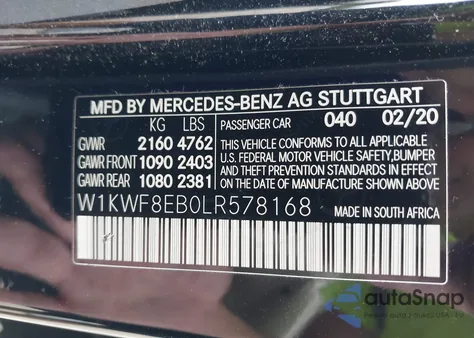 MFD BY MERCEDES-BENZ AG STUTTGART
KG LBS PASSENGER CAR 040 02/20
GVWR 2160 4762
GAWR FRONT 1090 2403
GAWR REAR 1080 2381
THIS VEHICLE CONFORMS TO ALL APPLICABLE
U.S. FEDERAL MOTOR VEHICLE SAFETY, BUMPER
AND THEFT PREVENTION STANDARDS IN EFFECT
ON THE DATE OF MANUFACTURE SHOWN ABOVE.
W1KWF8EB0LR578168 MADE IN SOUTH AFRICA
autoSnap